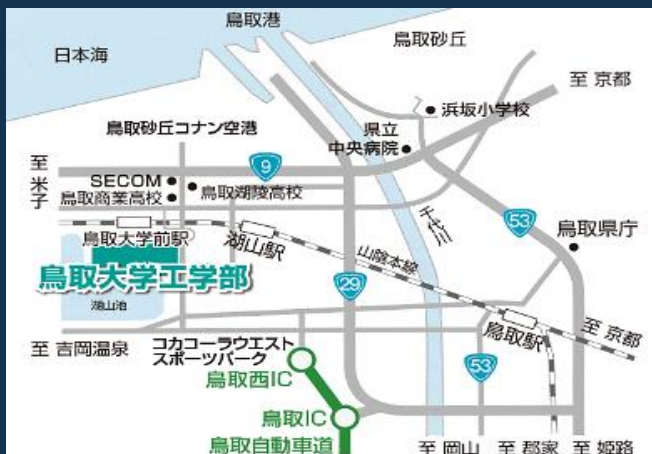 鳥取港
日本海
鳥取砂丘
至 京都
浜坂小学校
鳥取砂丘コナン空港
県立
中央病院
至 米子
9
SECOM
鳥取商業高校
鳥取湖陵高校
千代川
53
鳥取県庁
鳥取大学前駅
湖山駅
山陰本線
鳥取大学工学部
29
湖山池
鳥取駅
至 京都
至 吉岡温泉
コカコーラウエスト
スポーツパーク
53
鳥取西IC
鳥取IC
鳥取自動車道
至 岡山
至 郡家
至 姫路